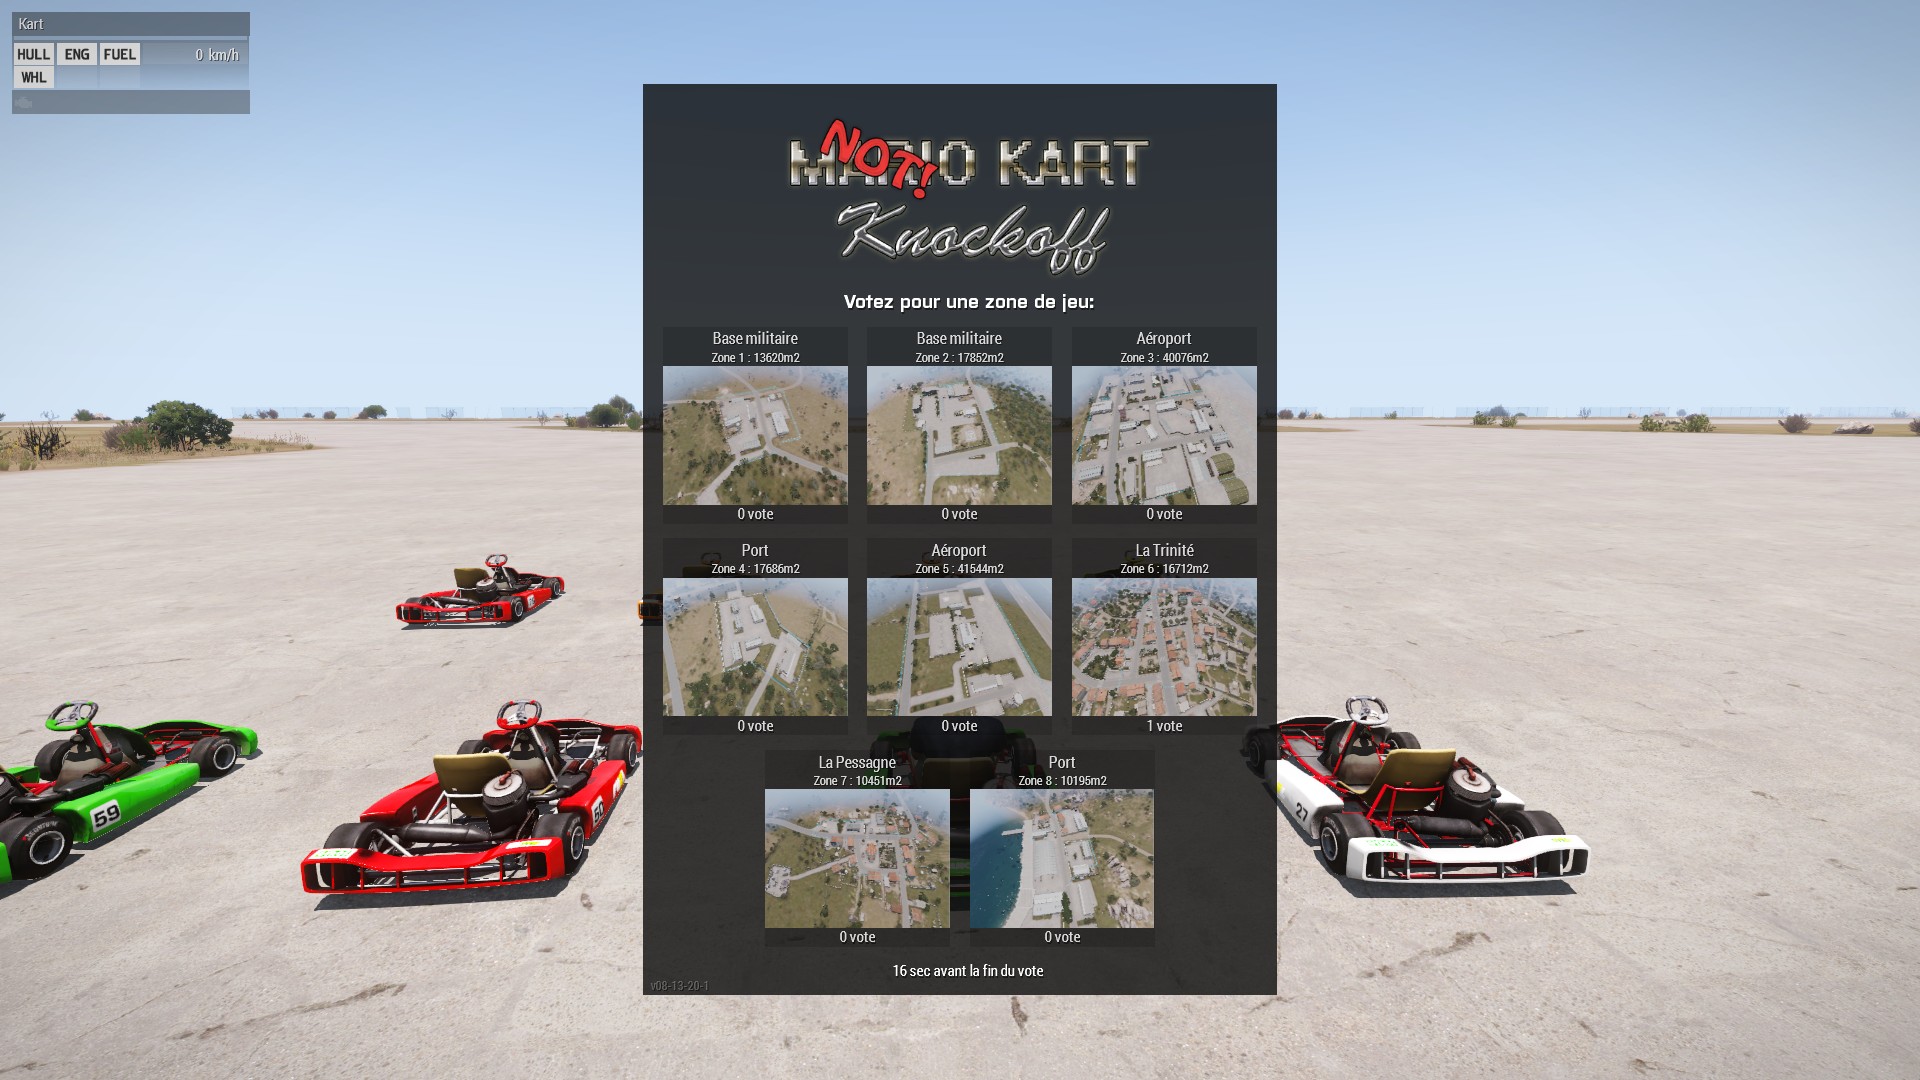 Kart
HULL ENG FUEL 0 km/h
WHL
MARIO KART
NOT!
Knockoff
Votez pour une zone de jeu:
Base militaire
Zone 1 : 13620m2
0 vote
Base militaire
Zone 2 : 17852m2
0 vote
Aéroport
Zone 3 : 40076m2
0 vote
Port
Zone 4 : 17686m2
0 vote
Aéroport
Zone 5 : 41544m2
0 vote
La Trinité
Zone 6 : 16712m2
1 vote
La Pessagne
Zone 7 : 10451m2
0 vote
Port
Zone 8 : 10195m2
0 vote
16 sec avant la fin du vote
v08-13-20-1
59
50
27